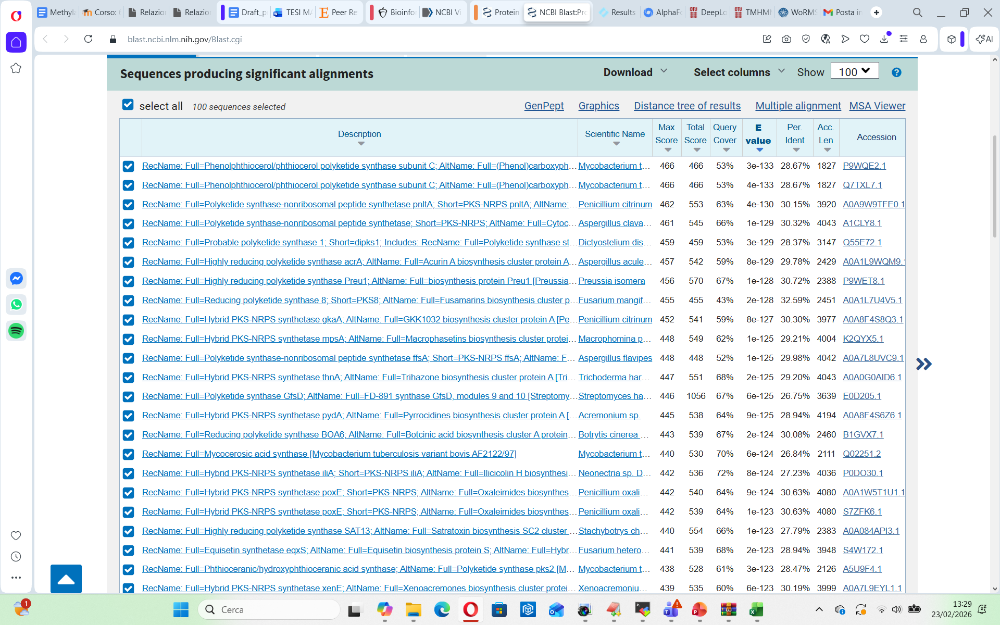 Methyla
Corso: (
Relazior
Relazior
Draft_p
TESI MA
Peer Re
Bioinfo
NCBI Vi
Protein
NCBI Blast:Pro
Results
AlphaFo
DeepLo
TMHMI
WoRMS
Posta in
blast.ncbi.nlm.nih.gov/Blast.cgi
AI
Sequences producing significant alignments
Download
Select columns
Show
100
?
select all 100 sequences selected
GenPept Graphics Distance tree of results Multiple alignment MSA Viewer
Description Scientific Name Max Score Total Score Query Cover E value Per. Ident Acc. Len Accession
RecName: Full=Phenolphthiocerol/phthiocerol polyketide synthase subunit C; AltName: Full=(Phenol)carboxyph... Mycobacterium t... 466 466 53% 3e-133 28.67% 1827 P9WQE2.1
RecName: Full=Phenolphthiocerol/phthiocerol polyketide synthase subunit C; AltName: Full=(Phenol)carboxyph... Mycobacterium t... 466 466 53% 4e-133 28.67% 1827 Q7TXL7.1
RecName: Full=Polyketide synthase-nonribosomal peptide synthetase pnltA; Short=PKS-NRPS pnltA; AltName:... Penicillium citrinum 462 553 63% 4e-130 30.15% 3920 A0A9W9TFE0.1
RecName: Full=Polyketide synthase-nonribosomal peptide synthetase; Short=PKS-NRPS; AltName: Full=Cytoc... Aspergillus clava... 461 545 66% 1e-129 30.32% 4043 A1CLY8.1
RecName: Full=Probable polyketide synthase 1; Short=dipks1; Includes: RecName: Full=Polyketide synthase st... Dictyostelium dis... 459 459 53% 3e-129 28.37% 3147 Q55E72.1
RecName: Full=Highly reducing polyketide synthase acrA; AltName: Full=Acurin A biosynthesis cluster protein A... Aspergillus acule... 457 542 59% 8e-129 29.78% 2429 A0A1L9WQM9.1
RecName: Full=Highly reducing polyketide synthase Preu1; AltName: Full=biosynthesis protein Preu1 [Preussia... Preussia isomera 456 570 67% 1e-128 30.72% 2388 P9WET8.1
RecName: Full=Reducing polyketide synthase 8; Short=PKS8; AltName: Full=Fusamarins biosynthesis cluster p... Fusarium mangif... 455 455 43% 2e-128 32.59% 2451 A0A1L7U4V5.1
RecName: Full=Hybrid PKS-NRPS synthetase gkaA; AltName: Full=GKK1032 biosynthesis cluster protein A [Pe... Penicillium citrinum 452 541 59% 8e-127 30.30% 3977 A0A8F4S8Q3.1
RecName: Full=Hybrid PKS-NRPS synthetase mpsA; AltName: Full=Macrophasetins biosynthesis cluster protei... Macrophomina p... 448 549 62% 1e-125 29.21% 4004 K2QYX5.1
RecName: Full=Polyketide synthase-nonribosomal peptide synthetase ffsA; Short=PKS-NRPS ffsA; AltName: F... Aspergillus flavipes 448 448 52% 1e-125 29.98% 4042 A0A7L8UVC9.1
RecName: Full=Hybrid PKS-NRPS synthetase thnA; AltName: Full=Trihazone biosynthesis cluster protein A [Tri... Trichoderma har... 447 551 68% 2e-125 29.20% 4043 A0A0G0AID6.1
RecName: Full=Polyketide synthase GfsD; AltName: Full=FD-891 synthase GfsD, modules 9 and 10 [Streptomy... Streptomyces ha... 446 1056 67% 6e-125 26.75% 3639 E0D205.1
RecName: Full=Hybrid PKS-NRPS synthetase pydA; AltName: Full=Pyrrocidines biosynthesis cluster protein A [... Acremonium sp. 445 538 64% 9e-125 28.94% 4194 A0A8F4S6Z6.1
RecName: Full=Reducing polyketide synthase BOA6; AltName: Full=Botcinic acid biosynthesis cluster A protein... Botrytis cinerea ... 443 539 67% 2e-124 30.08% 2460 B1GVX7.1
RecName: Full=Mycocerosic acid synthase [Mycobacterium tuberculosis variant bovis AF2122/97] Mycobacterium t... 440 530 70% 6e-124 26.84% 2111 Q02251.2
RecName: Full=Hybrid PKS-NRPS synthetase iliA; Short=PKS-NRPS iliA; AltName: Full=Ilicicolin H biosynthesi... Neonectria sp. D... 442 536 72% 8e-124 27.23% 4036 P0DO30.1
RecName: Full=Hybrid PKS-NRPS synthetase poxE; Short=PKS-NRPS; AltName: Full=Oxaleimides biosynthes... Penicillium oxali... 442 540 64% 9e-124 30.63% 4080 A0A1W5T1U1.1
RecName: Full=Hybrid PKS-NRPS synthetase poxE; Short=PKS-NRPS; AltName: Full=Oxaleimides biosynthes... Penicillium oxali... 442 539 64% 1e-123 30.63% 4080 S7ZFK6.1
RecName: Full=Highly reducing polyketide synthase SAT13; AltName: Full=Satratoxin biosynthesis SC2 cluster ... Stachybotrys ch... 440 554 66% 1e-123 27.79% 2383 A0A084API3.1
RecName: Full=Equisetin synthetase eqxS; AltName: Full=Equisetin biosynthesis protein S; AltName: Full=Hybr... Fusarium hetero... 441 539 68% 2e-123 28.94% 3948 S4W172.1
RecName: Full=Phthioceranic/hydroxyphthioceranic acid synthase; AltName: Full=Polyketide synthase pks2 [M... Mycobacterium t... 438 528 61% 3e-123 28.47% 2126 A5U9F4.1
RecName: Full=Hybrid PKS-NRPS synthetase xenE; AltName: Full=Xenoacremones biosynthesis cluster protei... Xenoacremoniu... 439 535 60% 6e-123 30.19% 3999 A0A7L9EYL1.1
1
Cerca
13:29
23/02/2026